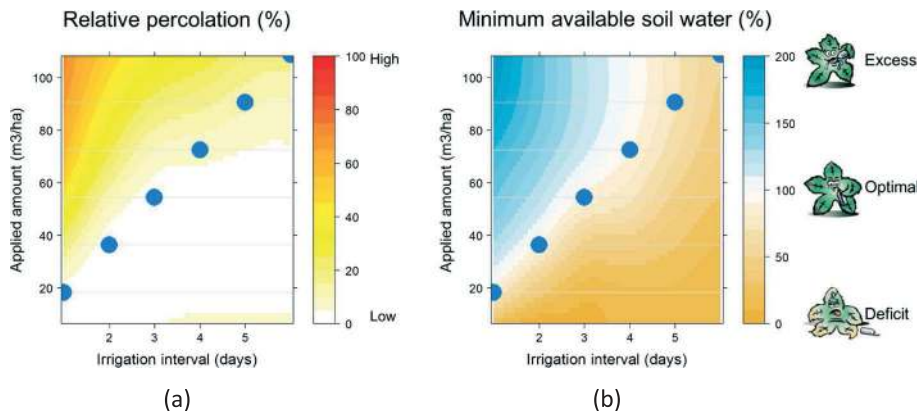 Relative percolation (%)
Applied amount (m3/ha)
100
80
60
40
20
2 3 4 5
Irrigation interval (days)
100
80
60
40
20
0
High
Low
(a)
Minimum available soil water (%)
Applied amount (m3/ha)
100
80
60
40
20
2 3 4 5
Irrigation interval (days)
200
150
100
50
0
Excess
Optimal
Deficit
(b)